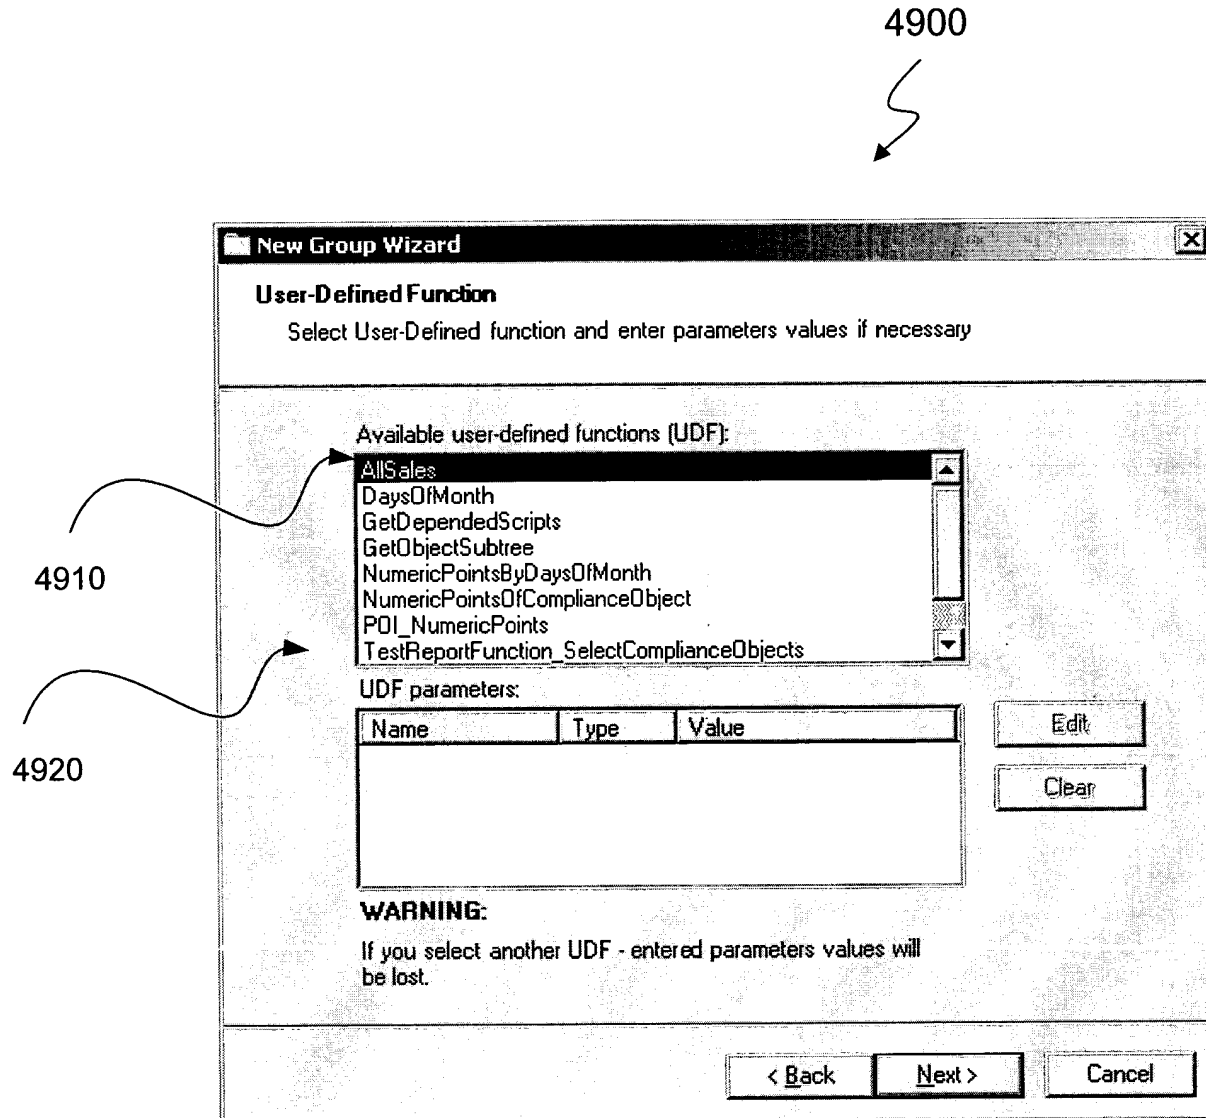 4900
New Group Wizard
User-Defined Function
Select User-Defined function and enter parameters values if necessary
Available user-defined functions (UDF):
AllSales
DaysOfMonth
GetDependedScripts
GetObjectSubtree
NumericPointsByDaysOfMonth
NumericPointsOfComplianceObject
POI_NumericPoints
TestReportFunction_SelectComplianceObjects
4910
4920
UDF parameters:
Name Type Value
Edit
Clear
WARNING:
If you select another UDF - entered parameters values will
be lost.
< Back Next > Cancel